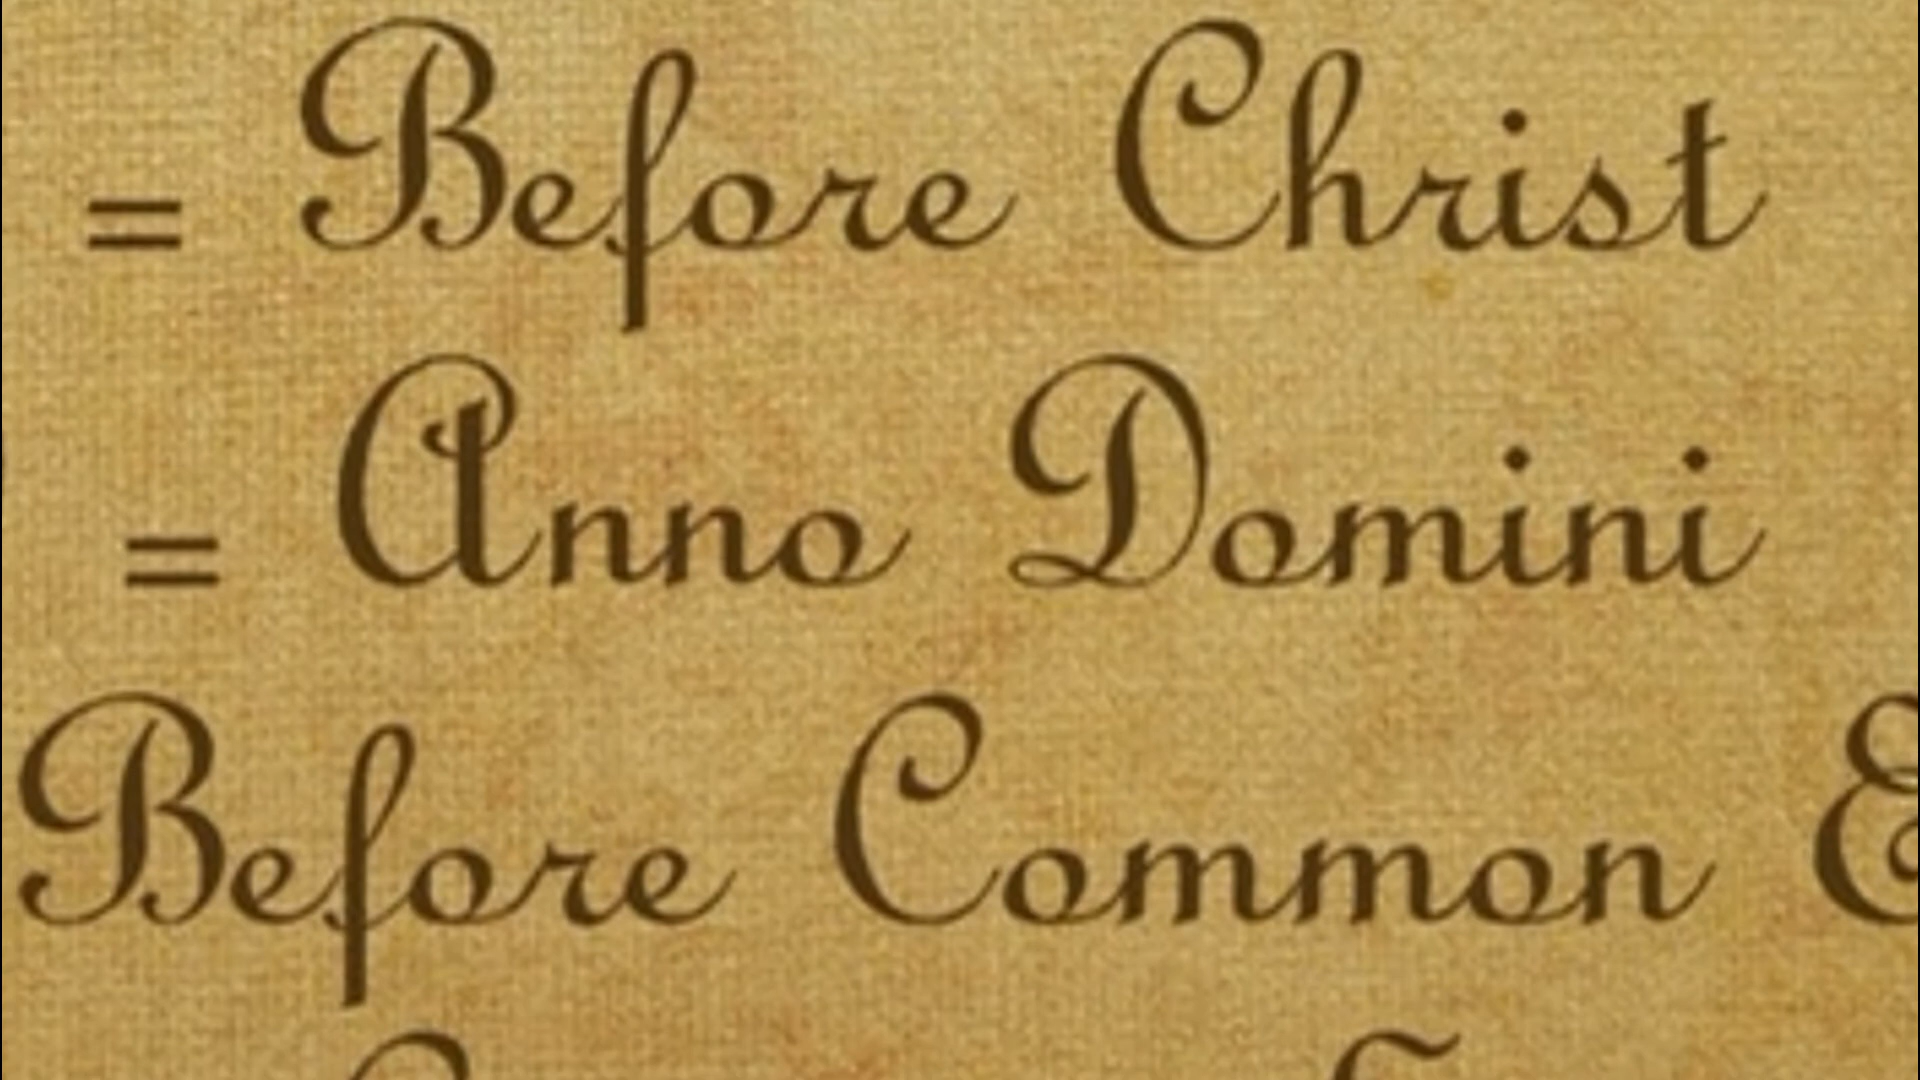 = Before Christ
= Anno Domini
Before Common